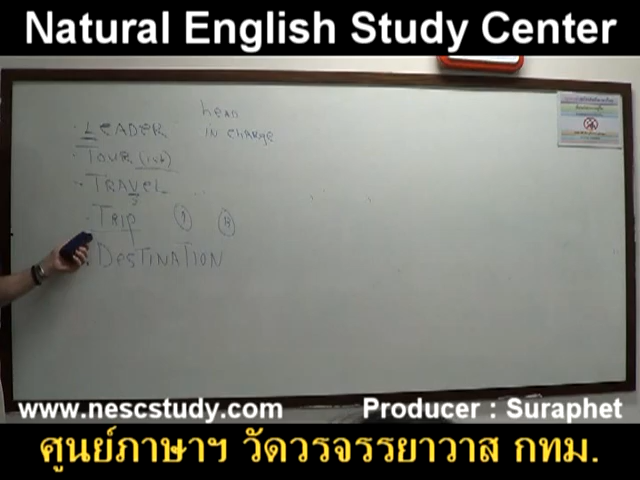 Natural English Study Center
head
LEADER in charge
TOUR
TRAVEL
TRIP
DESTINATION
www.nescstudy.com Producer : Suraphet
ศูนย์ภาษาฯ วัดวรจรรยาวาส กทม.